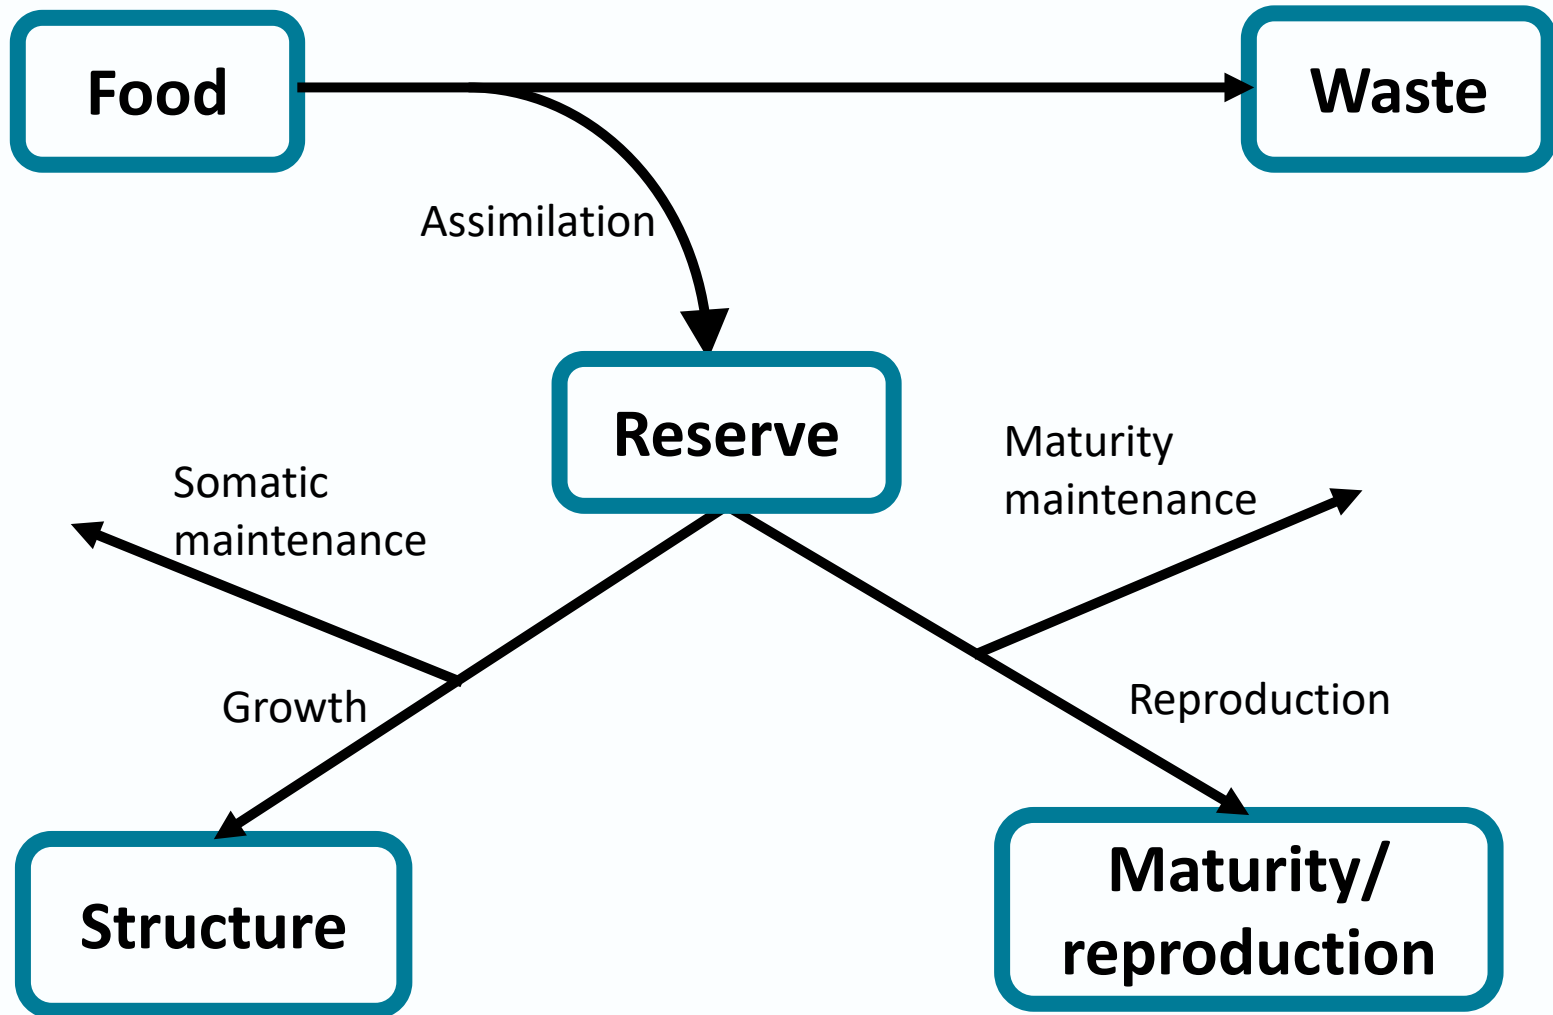 Food
Waste
Assimilation
Reserve
Maturity
maintenance
Somatic
maintenance
Growth
Reproduction
Structure
Maturity/
reproduction